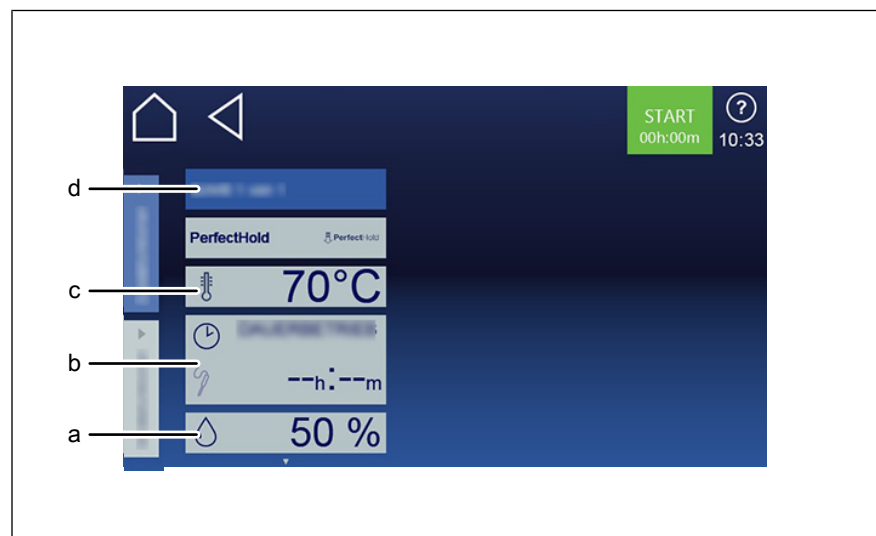 START
00h:00m
?
10:33
d
PerfectHold PerfectHold
c 70°C
b
--h:--m
a 50 %